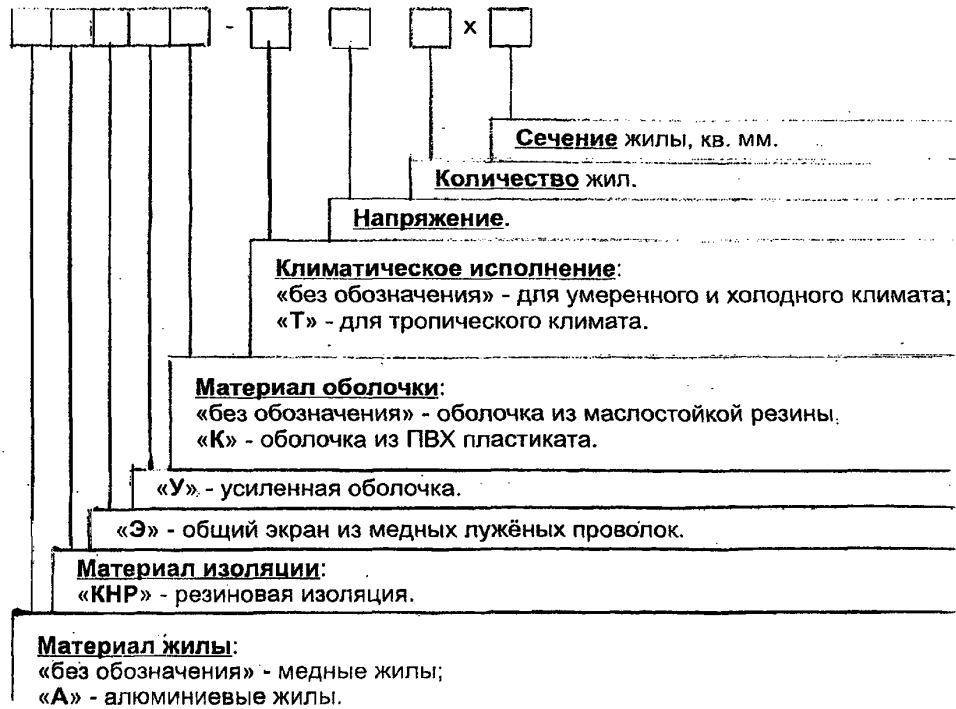 - х
Сечение жилы, кв. мм.
Количество жил.
Напряжение.
Климатическое исполнение:
«без обозначения» - для умеренного и холодного климата;
«Т» - для тропического климата.
Материал оболочки:
«без обозначения» - оболочка из маслостойкой резины.
«К» - оболочка из ПВХ пластиката.
«У» - усиленная оболочка.
«Э» - общий экран из медных лужёных проволок.
Материал изоляции:
«КНР» - резиновая изоляция.
Материал жилы:
«без обозначения» - медные жилы;
«А» - алюминиевые жилы.